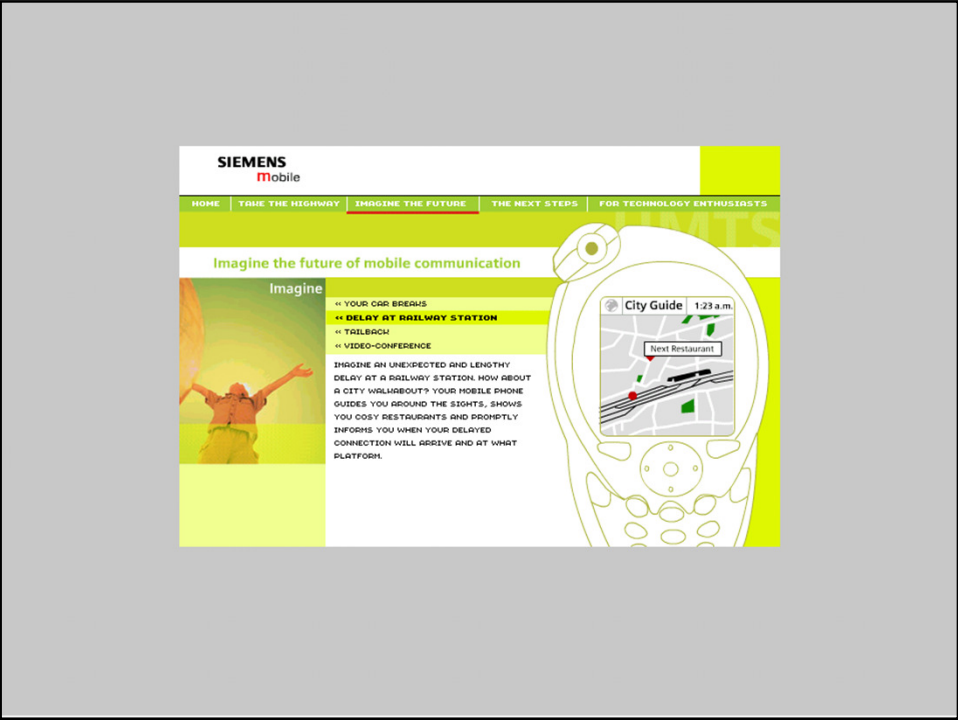 SIEMENS
mobile
HOME TAKE THE HIGHWAY IMAGINE THE FUTURE THE NEXT STEPS FOR TECHNOLOGY ENTHUSIASTS
UMTS
Imagine the future of mobile communication
Imagine
« YOUR CAR BREAKS
« DELAY AT RAILWAY STATION
« TAILBACK
« VIDEO-CONFERENCE
IMAGINE AN UNEXPECTED AND LENGTHY
DELAY AT A RAILWAY STATION. HOW ABOUT
A CITY WALKABOUT? YOUR MOBILE PHONE
GUIDES YOU AROUND THE SIGHTS, SHOWS
YOU COSY RESTAURANTS AND PROMPTLY
INFORMS YOU WHEN YOUR DELAYED
CONNECTION WILL ARRIVE AND AT WHAT
PLATFORM.
City Guide 1:23 a.m.
Next Restaurant